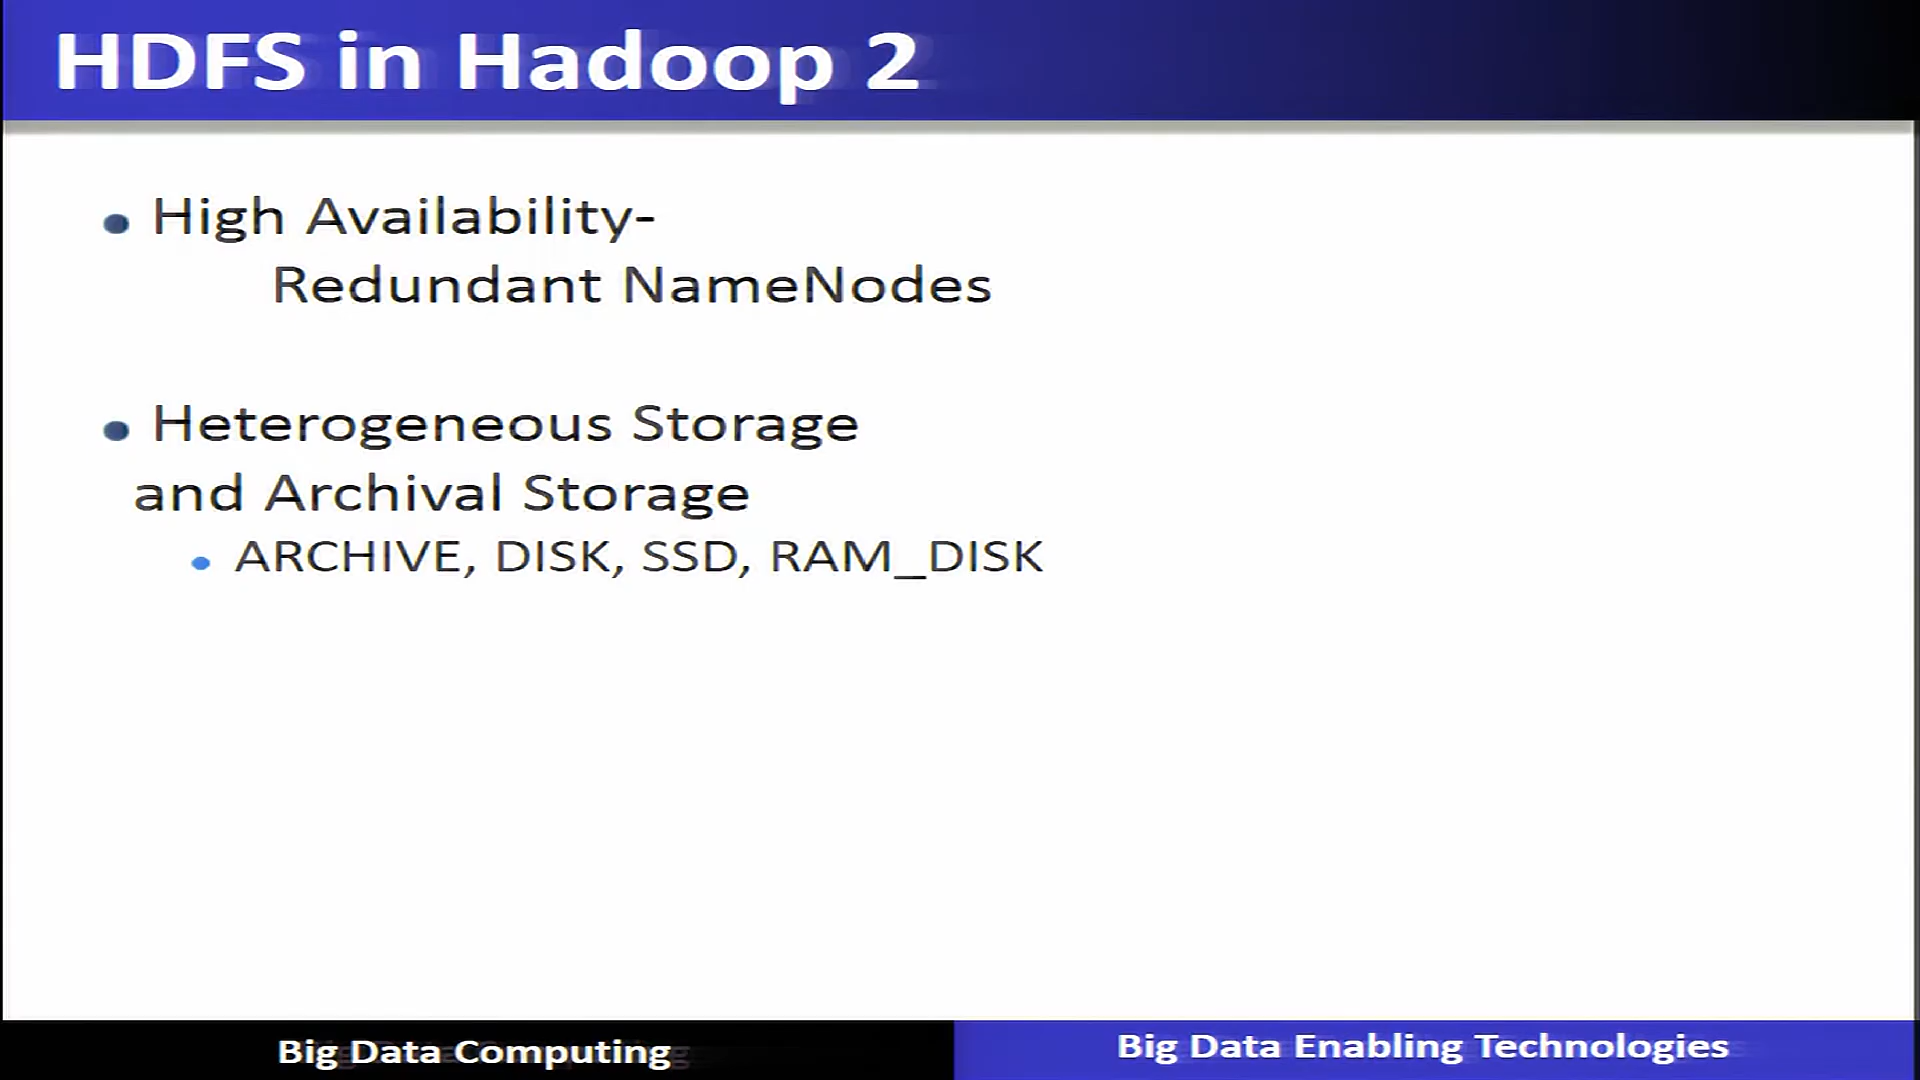 HDFS in Hadoop 2
• High Availability-
Redundant NameNodes
• Heterogeneous Storage
and Archival Storage
• ARCHIVE, DISK, SSD, RAM_DISK
Big Data Computing
Big Data Enabling Technologies